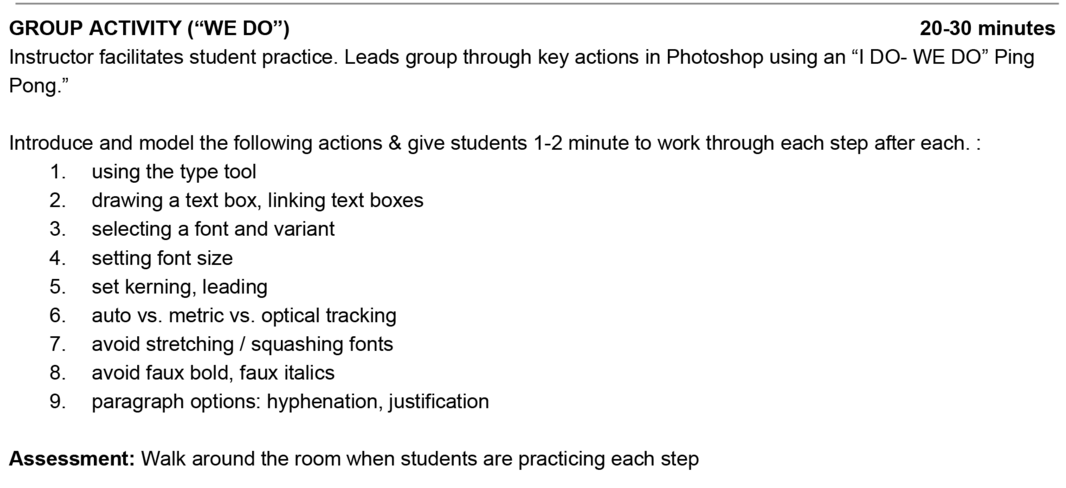 GROUP ACTIVITY (“WE DO”) 20-30 minutes
Instructor facilitates student practice. Leads group through key actions in Photoshop using an “I DO- WE DO” Ping
Pong.”
Introduce and model the following actions & give students 1-2 minute to work through each step after each. :
1. using the type tool
2. drawing a text box, linking text boxes
3. selecting a font and variant
4. setting font size
5. set kerning, leading
6. auto vs. metric vs. optical tracking
7. avoid stretching / squashing fonts
8. avoid faux bold, faux italics
9. paragraph options: hyphenation, justification
Assessment: Walk around the room when students are practicing each step